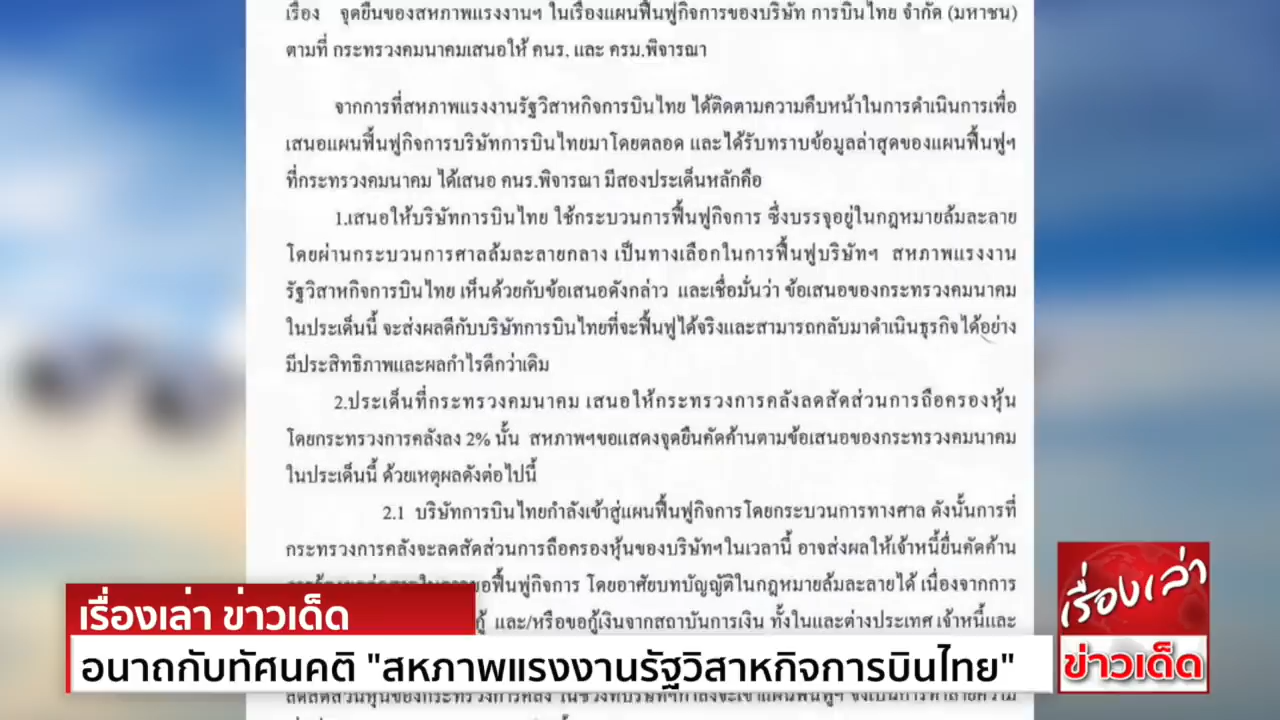 เรื่อง จุดยืนของสหภาพแรงงานฯ ในเรื่องแผนฟื้นฟูกิจการของบริษัท การบินไทย จำกัด (มหาชน)
ตามที่ กระทรวงคมนาคมเสนอให้ คนร. และ ครม.พิจารณา
จากการที่สหภาพแรงงานรัฐวิสาหกิจการบินไทย ได้ติดตามความคืบหน้าในการดำเนินการเพื่อ
เสนอแผนฟื้นฟูกิจการบริษัทการบินไทยมาโดยตลอด และได้รับทราบข้อมูลล่าสุดของแผนฟื้นฟูฯ
ที่กระทรวงคมนาคม ได้เสนอ คนร.พิจารณา มีสองประเด็นหลักคือ
1.เสนอให้บริษัทการบินไทย ใช้กระบวนการฟื้นฟูกิจการ ซึ่งบรรจุอยู่ในกฎหมายล้มละลาย
โดยผ่านกระบวนการศาลล้มละลายกลาง เป็นทางเลือกในการฟื้นฟูบริษัทฯ สหภาพแรงงาน
รัฐวิสาหกิจการบินไทย เห็นด้วยกับข้อเสนอดังกล่าว และเชื่อมั่นว่า ข้อเสนอของกระทรวงคมนาคม
ในประเด็นนี้ จะส่งผลดีกับบริษัทการบินไทยที่จะฟื้นฟูได้จริงและสามารถกลับมาดำเนินธุรกิจได้อย่าง
มีประสิทธิภาพและผลกำไรดีกว่าเดิม
2.ประเด็นที่กระทรวงคมนาคม เสนอให้กระทรวงการคลังลดสัดส่วนการถือครองหุ้น
โดยกระทรวงการคลังลง 2% นั้น สหภาพฯขอแสดงจุดยืนคัดค้านตามข้อเสนอของกระทรวงคมนาคม
ในประเด็นนี้ ด้วยเหตุผลดังต่อไปนี้
2.1 บริษัทการบินไทยกำลังเข้าสู่แผนฟื้นฟูกิจการโดยกระบวนการทางศาล ดังนั้นการที่
กระทรวงการคลังจะลดสัดส่วนการถือครองหุ้นของบริษัทฯในเวลานี้ อาจส่งผลให้เจ้าหนี้ยื่นคัดค้าน
ขอฟื้นฟูกิจการ โดยอาศัยบทบัญญัติในกฎหมายล้มละลายได้ เนื่องจากการ
และ/หรือขอกู้เงินจากสถาบันการเงิน ทั้งในและต่างประเทศ เจ้าหนี้และ
เรื่องเล่า ข่าวเด็ด
อนาถกับทัศนคติ "สหภาพแรงงานรัฐวิสาหกิจการบินไทย"
เรื่องเล่า
ข่าวเด็ด